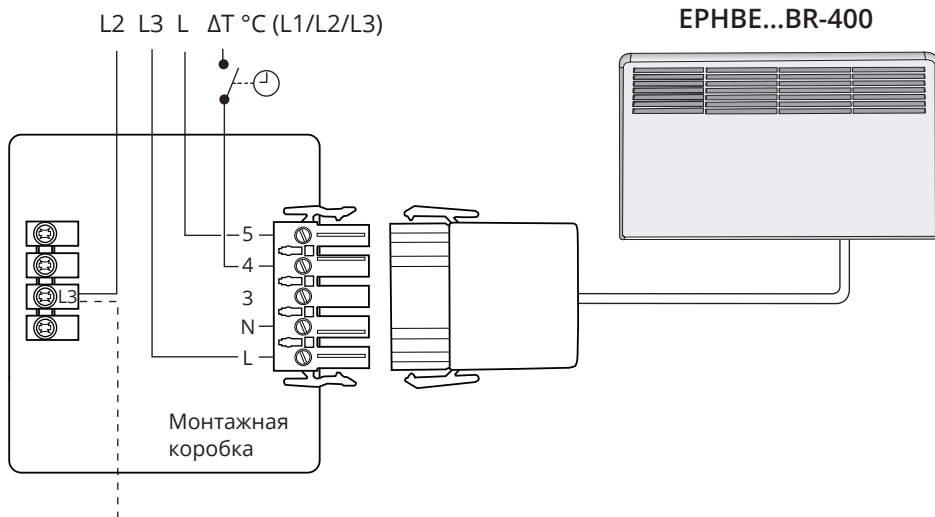 L2 L3 L ΔT °C (L1/L2/L3)
EPHBE...BR-400
5
4
L3
3
N
L
Монтажная
коробка